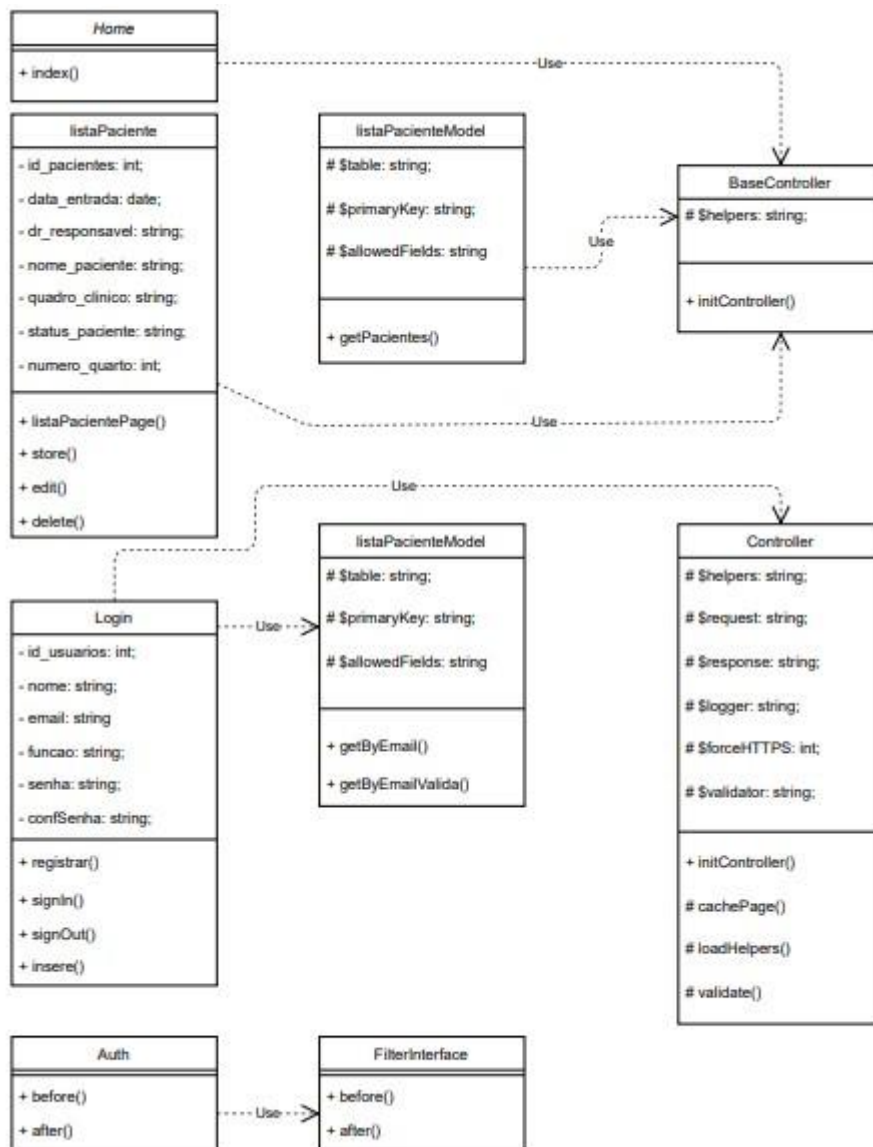 Home
+ index()
Use
listaPaciente
- id_pacientes: int;
- data_entrada: date;
- dr_responsavel: string;
- nome_paciente: string;
- quadro_clinico: string;
- status_paciente: string;
- numero_quarto: int;
+ listaPacientePage()
+ store()
+ edit()
+ delete()
listaPacienteModel
# $table: string;
# $primaryKey: string;
# $allowedFields: string
+ getPacientes()
Use
BaseController
# $helpers: string;
+ initController()
Use
Use
Login
- id_usuarios: int;
- nome: string;
- email: string
- funcao: string;
- senha: string;
- confSenha: string;
+ registrar()
+ signIn()
+ signOut()
+ insere()
Use
listaPacienteModel
# $table: string;
# $primaryKey: string;
# $allowedFields: string
+ getByEmail()
+ getByEmailValida()
Controller
# $helpers: string;
# $request: string;
# $response: string;
# $logger: string;
# $forceHTTPS: int;
# $validator: string;
+ initController()
# cachePage()
# loadHelpers()
# validate()
Auth
+ before()
+ after()
Use
FilterInterface
+ before()
+ after()